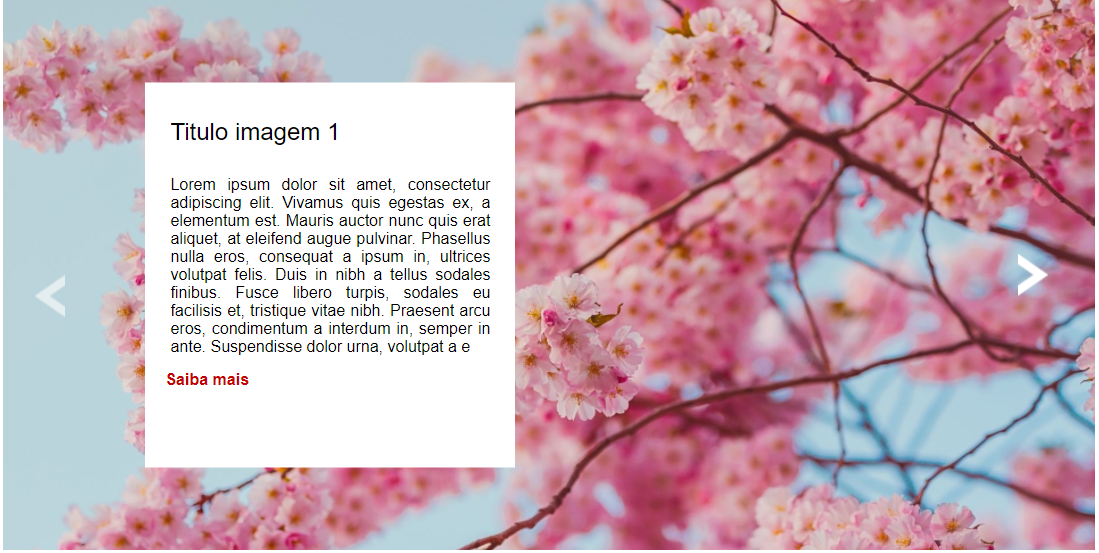 Titulo imagem 1
Lorem ipsum dolor sit amet, consectetur
adipiscing elit. Vivamus quis egestas ex, a
elementum est. Mauris auctor nunc quis erat
aliquet, at eleifend augue pulvinar. Phasellus
nulla eros, consequat a ipsum in, ultrices
volutpat felis. Duis in nibh a tellus sodales
finibus. Fusce libero turpis, sodales eu
facilisis et, tristique vitae nibh. Praesent arcu
eros, condimentum a interdum in, semper in
ante. Suspendisse dolor urna, volutpat a e
Saiba mais